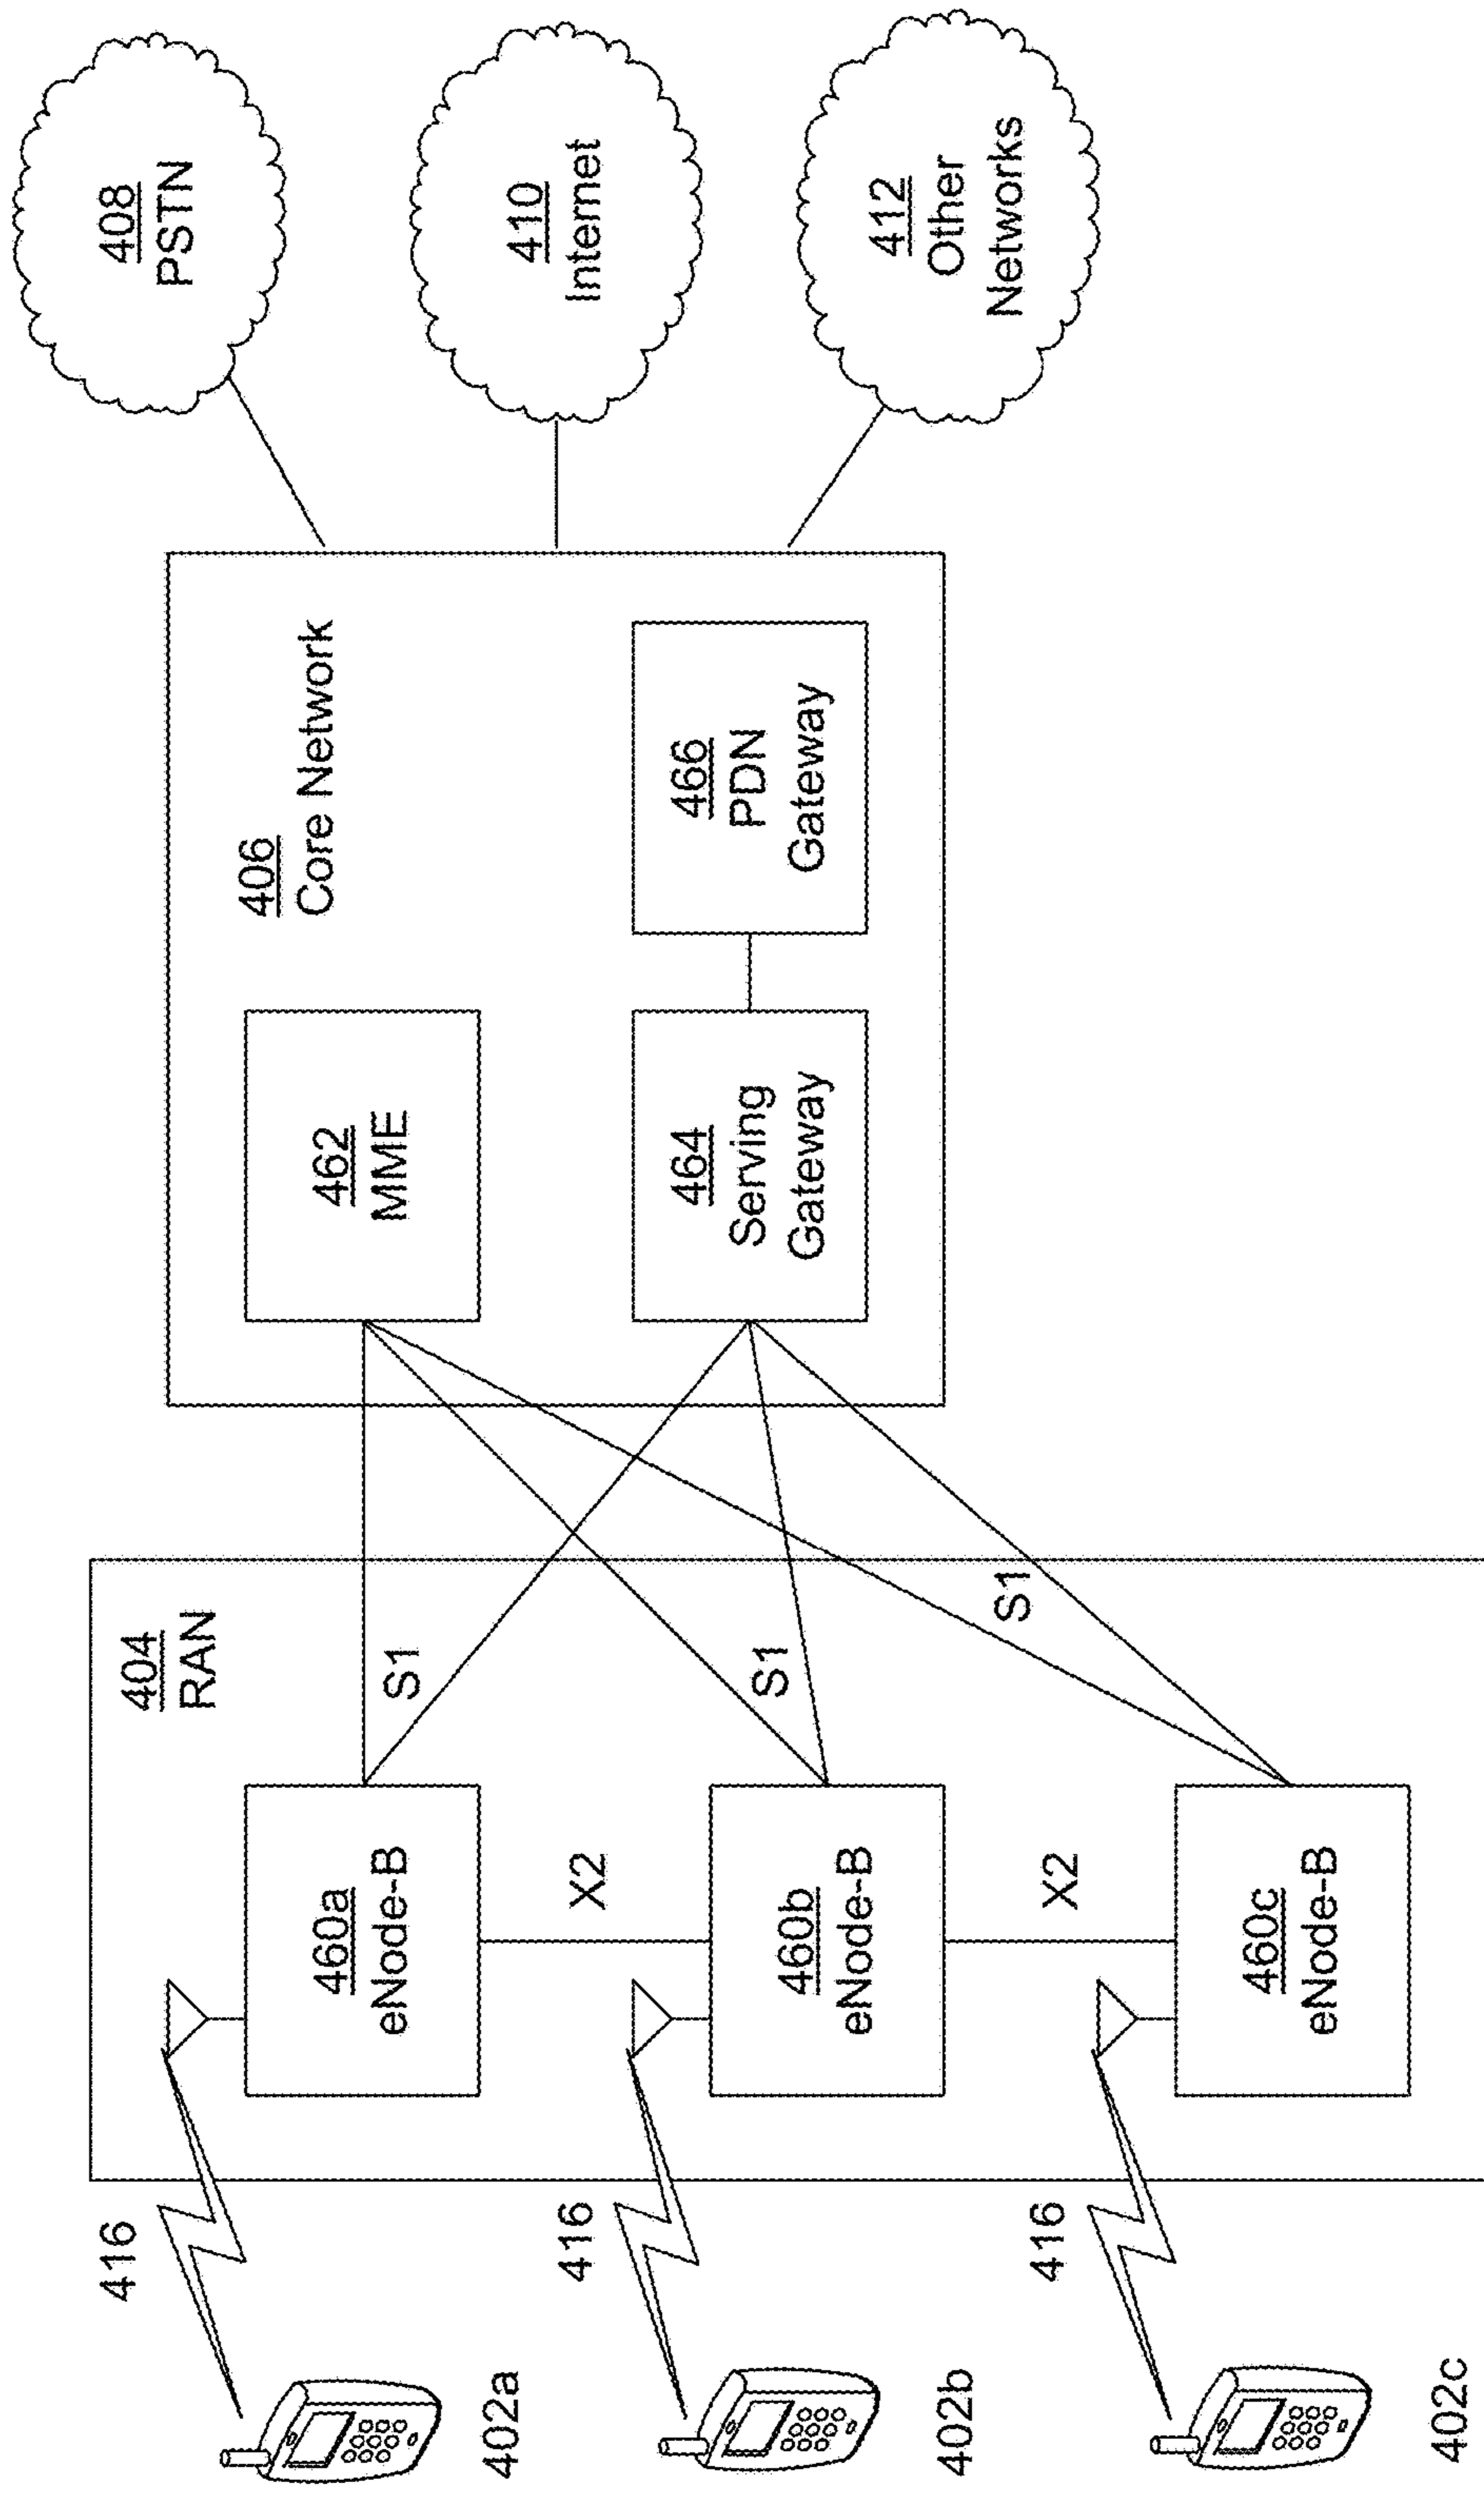 416
402a
416
402b
416
402c
404
RAN
460a
eNode-B
X2
460b
eNode-B
X2
460c
eNode-B
S1
S1
S1
406
Core Network
462
MME
464
Serving
Gateway
466
PDN
Gateway
408
PSTN
410
Internet
412
Other
Networks